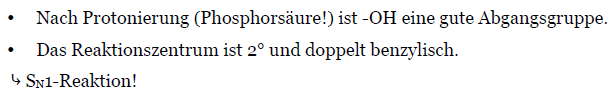 • Nach Protonierung (Phosphorsäure!) ist -OH eine gute Abgangsgruppe.
• Das Reaktionszentrum ist 2° und doppelt benzylisch.
↳ SN1-Reaktion!